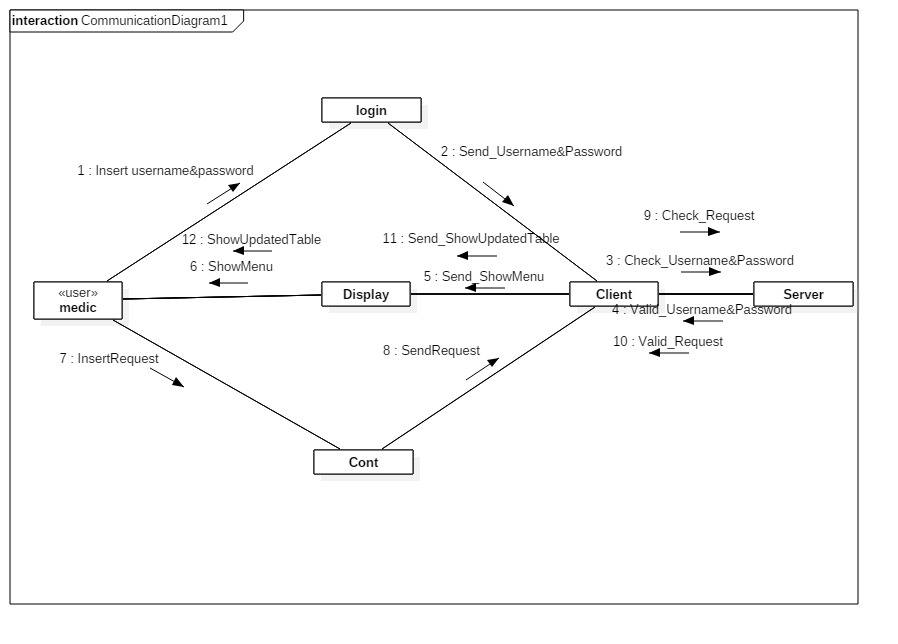 interaction CommunicationDiagram1
login
1 : Insert username&password
2 : Send_Username&Password
9 : Check_Request
12 : ShowUpdatedTable
11 : Send_ShowUpdatedTable
6 : ShowMenu
5 : Send_ShowMenu
3 : Check_Username&Password
«user»
medic
Display
Client
Server
4 : Valid_Username&Password
10 : Valid_Request
7 : InsertRequest
8 : SendRequest
Cont